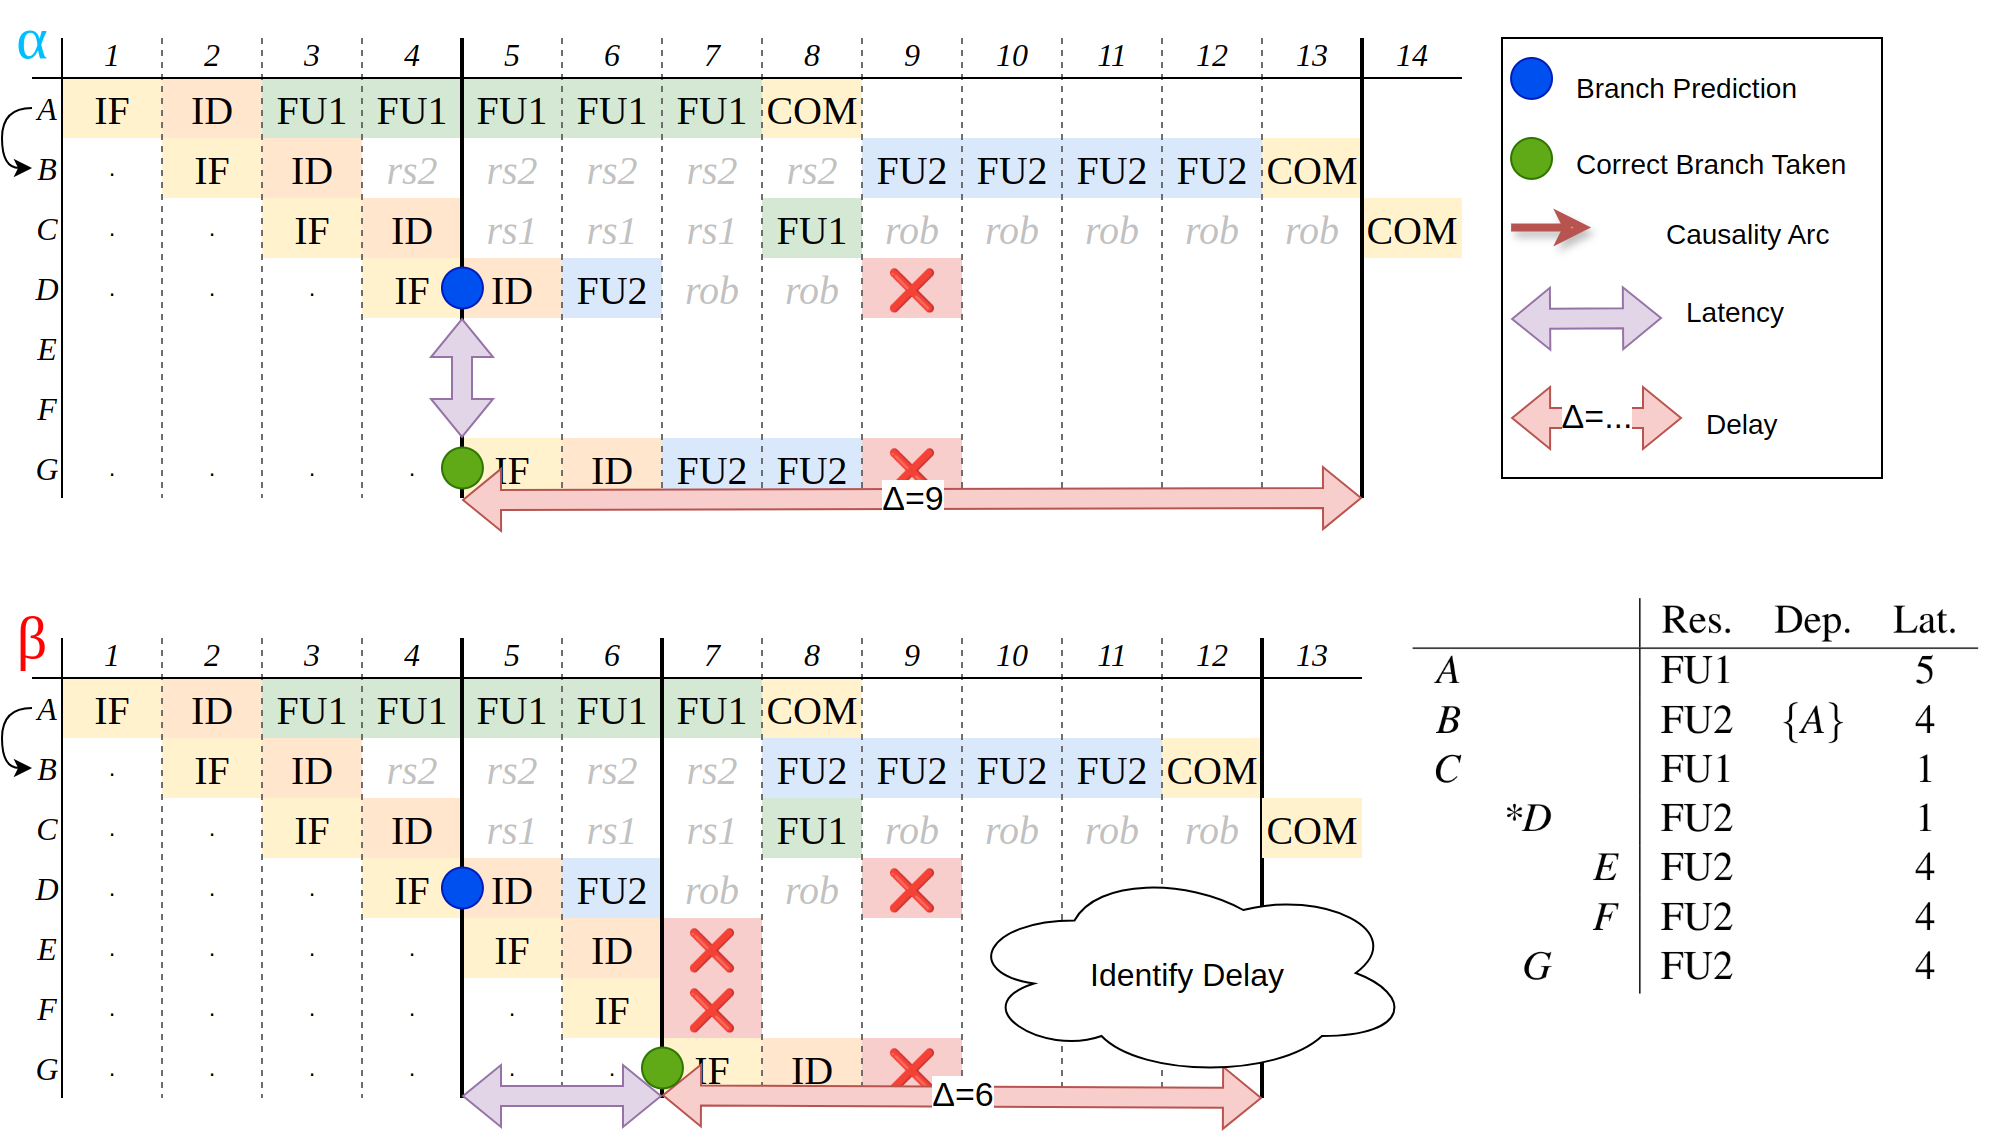 α 1 2 3 4 5 6 7 8 9 10 11 12 13 14
A IF ID FU1 FU1 FU1 FU1 FU1 COM
B . IF ID rs2 rs2 rs2 rs2 rs2 FU2 FU2 FU2 FU2 COM
C . . IF ID rs1 rs1 rs1 FU1 rob rob rob rob rob COM
D . . . IF ID FU2 rob rob ❌
E
F
G . . . . IF ID FU2 FU2 ❌
Δ=9
Branch Prediction
Correct Branch Taken
Causality Arc
Latency
Δ=... Delay
β 1 2 3 4 5 6 7 8 9 10 11 12 13
A IF ID FU1 FU1 FU1 FU1 FU1 COM
B . IF ID rs2 rs2 rs2 rs2 FU2 FU2 FU2 FU2 COM
C . . IF ID rs1 rs1 rs1 FU1 rob rob rob rob COM
D . . . IF ID FU2 rob rob ❌
E . . . . IF ID ❌
F . . . . . IF ❌
G . . . . . . IF ID ❌
Δ=6
Identify Delay
Res. Dep. Lat.
A FU1 5
B FU2 {A} 4
C FU1 1
*D FU2 1
E FU2 4
F FU2 4
G FU2 4